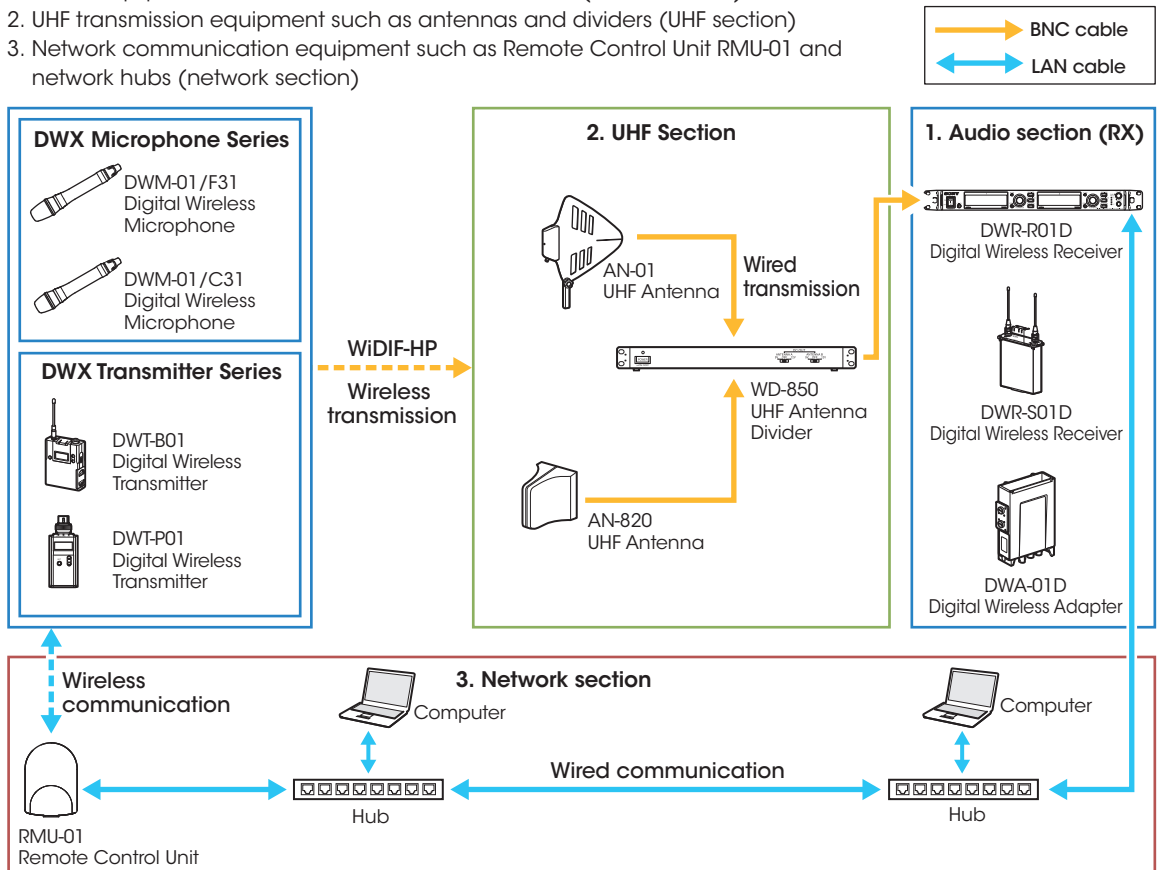 2. UHF transmission equipment such as antennas and dividers (UHF section)
3. Network communication equipment such as Remote Control Unit RMU-01 and
network hubs (network section)
BNC cable
LAN cable
DWX Microphone Series
DWM-01/F31
Digital Wireless
Microphone
DWM-01/C31
Digital Wireless
Microphone
DWX Transmitter Series
DWT-B01
Digital Wireless
Transmitter
DWT-P01
Digital Wireless
Transmitter
WiDIF-HP
Wireless
transmission
2. UHF Section
AN-01
UHF Antenna
Wired
transmission
WD-850
UHF Antenna
Divider
AN-820
UHF Antenna
1. Audio section (RX)
SONY
DWR-R01D
Digital Wireless Receiver
DWR-S01D
Digital Wireless Receiver
DWA-01D
Digital Wireless Adapter
Wireless
communication
3. Network section
Computer
Computer
Wired communication
Hub
Hub
RMU-01
Remote Control Unit